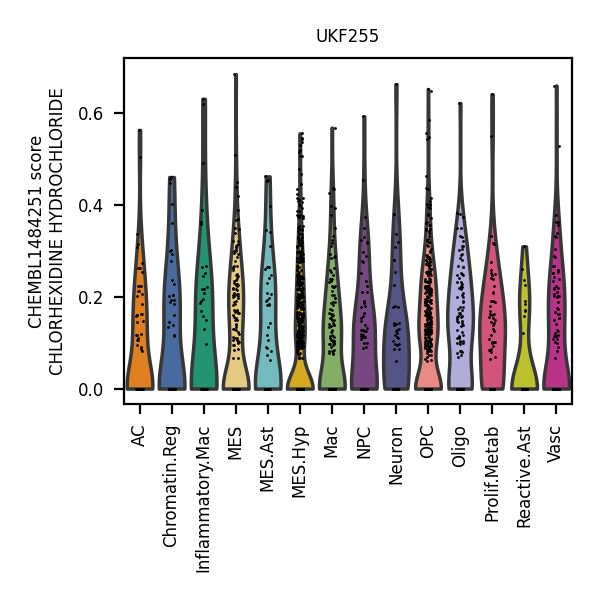 UKF255
CHEMBL1484251 score
CHLORHEXIDINE HYDROCHLORIDE
0.6
0.4
0.2
0.0
AC
Chromatin.Reg
Inflammatory.Mac
MES
MES.Ast
MES.Hyp
Mac
NPC
Neuron
OPC
Oligo
Prolif.Metab
Reactive.Ast
Vasc